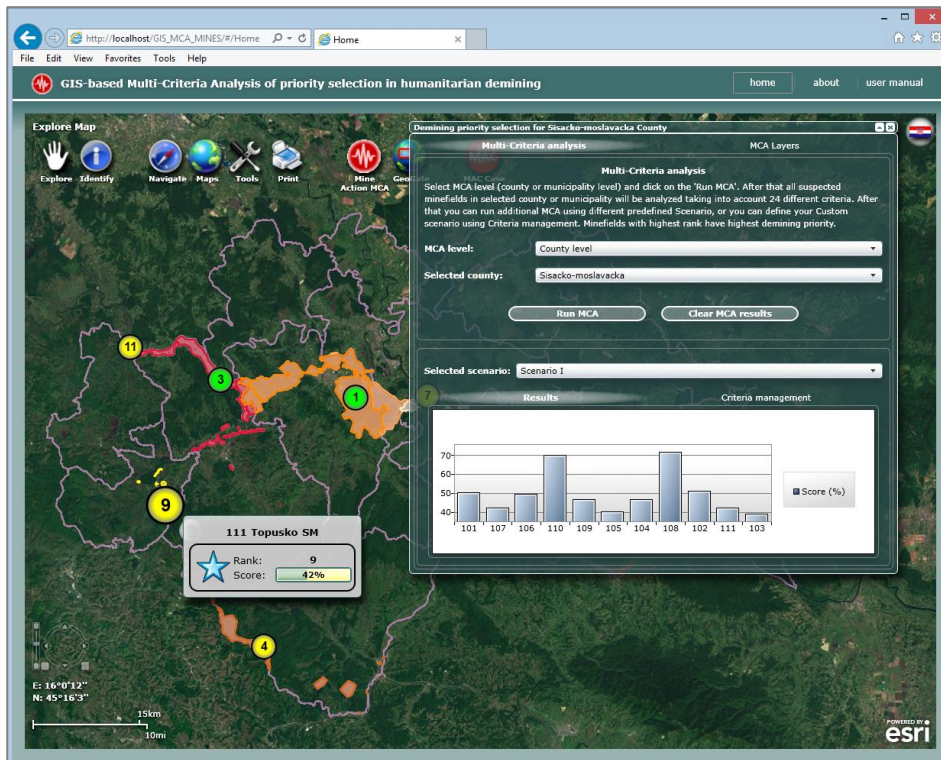 http://localhost/GIS_MCA_MINES/#/Home
Home
File Edit View Favorites Tools Help
GIS-based Multi-Criteria Analysis of priority selection in humanitarian demining
home about user manual
Explore Map
Explore Identify Navigate Maps Tools Print Mine Action MCA
Demining priority selection for Sisacko-moslavacka County
Multi-Criteria analysis MCA Layers
Multi-Criteria analysis
Select MCA level (county or municipality level) and click on the 'Run MCA'. After that all suspected
minefields in selected county or municipality will be analyzed taking into account 24 different criteria. After
that you can run additional MCA using different predefined Scenario, or you can define your Custom
scenario using Criteria management. Minefields with highest rank have highest demining priority.
MCA level: County level
Selected county: Sisacko-moslavacka
Run MCA Clear MCA results
Selected scenario: Scenario I
Results Criteria management
70
60
50
40
101 107 106 110 109 105 104 108 102 111 103
Score (%)
11
3
1
7
9
111 Topusko SM
Rank: 9
Score: 42%
4
E: 16°0'12"
N: 45°16'3"
15km
10mi
POWERED BY
esri